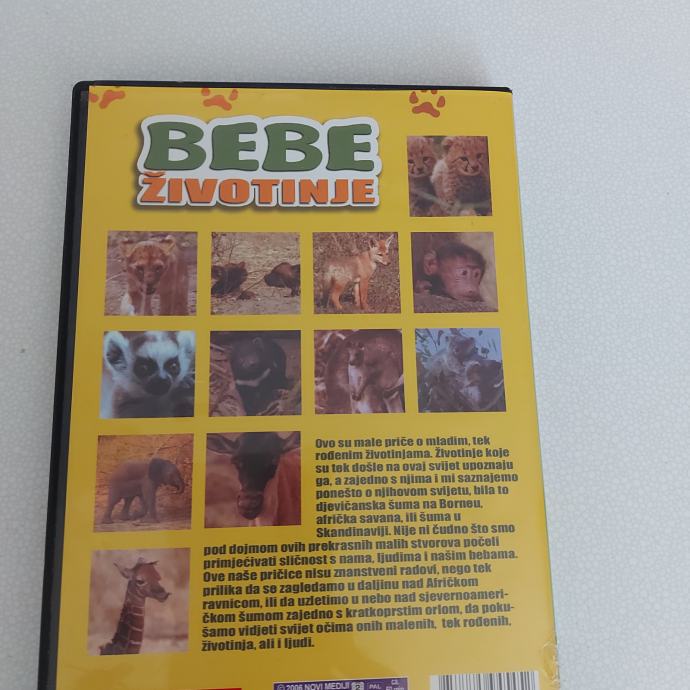 BEBE
ŽIVOTINJE
Ovo su male priče o mladim, tek
rođenim životinjama. Životinje koje
su tek došle na ovaj svijet upoznaju
ga, a zajedno s njima i mi saznajemo
ponešto o njihovom svijetu, bila to
djevičanska šuma na Borneu,
afrička savana, ili šuma u
Skandinaviji. Nije ni čudno što smo
pod dojmom ovih prekrasnih malih stvorova počeli
primjećivati sličnost s nama, ljudima i našim bebama.
Ove naše pričice nisu znanstveni radovi, nego tek
prilika da se zagledamo u daljinu nad Afričkom
ravnicom, ili da uzletimo u nebo nad sjevernoameri-
čkom šumom zajedno s kratkoprstim orlom, da poku-
šamo vidjeti svijet očima onih malenih, tek rođenih,
životinja, ali i ljudi.
© 2006 NOVI MEDIJI
PAL